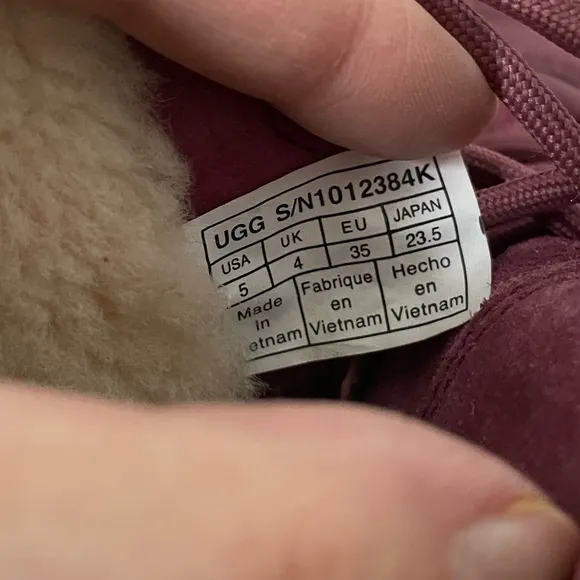 UGG S/N1012384K
USA UK EU JAPAN
5 4 35 23.5
Made Fabrique Hecho
in en en
etnam Vietnam Vietnam